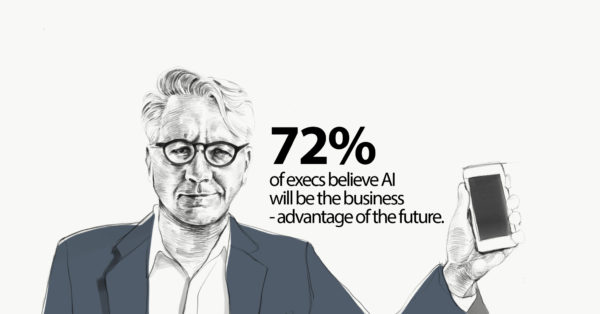 72%
of execs believe AI
will be the business
- advantage of the future.